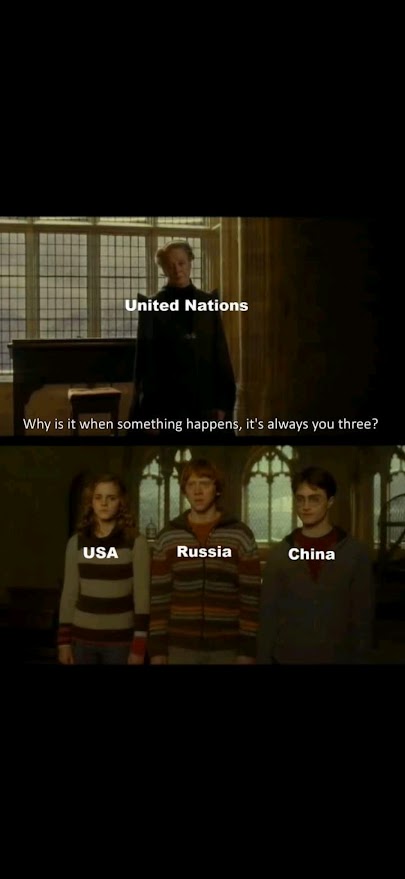 United Nations
Why is it when something happens, it's always you three?
USA
Russia
China